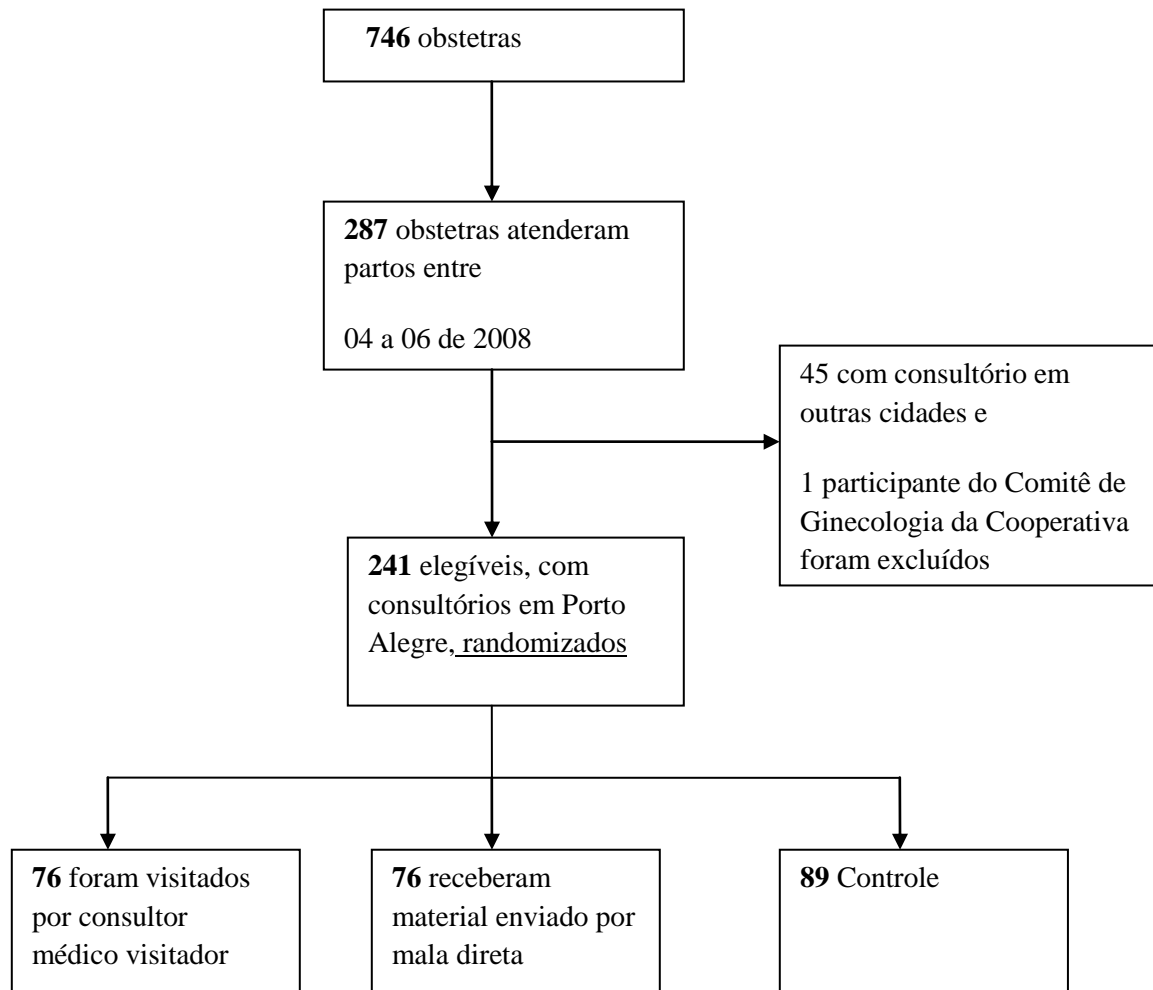 746 obstetras
287 obstetras atenderam
partos entre
04 a 06 de 2008
45 com consultório em
outras cidades e
1 participante do Comitê de
Ginecologia da Cooperativa
foram excluídos
241 elegíveis, com
consultórios em Porto
Alegre, randomizados
76 foram visitados
por consultor
médico visitador
76 receberam
material enviado por
mala direta
89 Controle